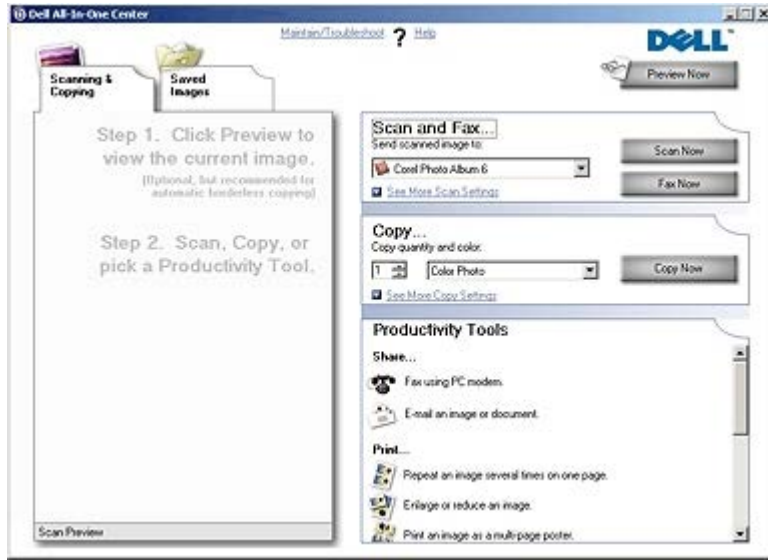 Dell All-In-One Center
Maintain/Troubleshoot ? Help
DELL
Scanning &
Copying
Saved
Images
Preview Now
Step 1. Click Preview to
view the current image.
(Optional, but recommended for
automatic borderless copying)
Step 2. Scan, Copy, or
pick a Productivity Tool.
Scan Preview
Scan and Fax...
Send scanned image to:
Corel Photo Album 6
See More Scan Settings
Scan Now
Fax Now
Copy...
Copy quantity and color:
1 Color Photo
See More Copy Settings
Copy Now
Productivity Tools
Share...
Fax using PC modem.
E-mail an image or document.
Print...
Repeat an image several times on one page.
Enlarge or reduce an image.
Print an image as a multi-page poster.